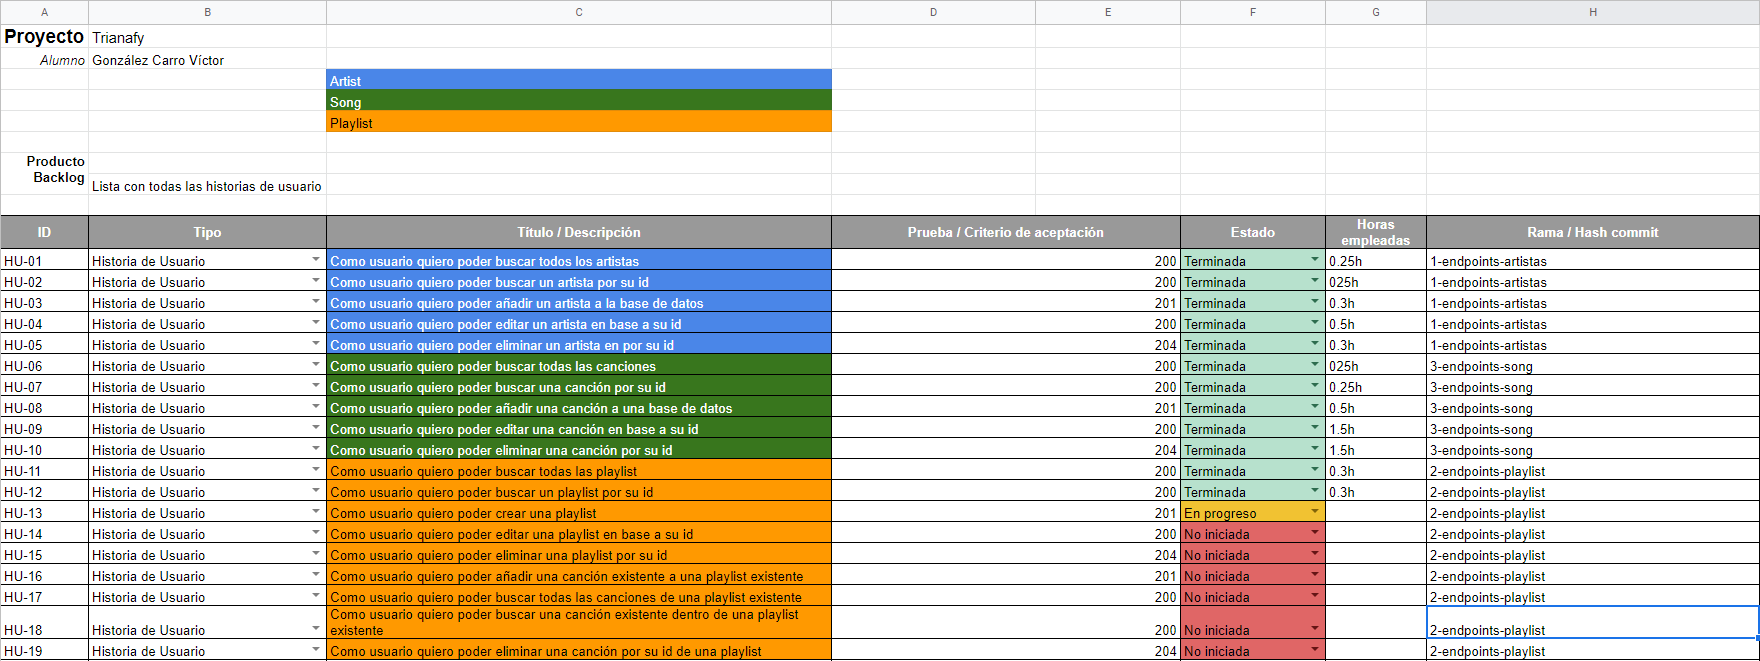 A B C D E F G H
Proyecto Trianafy
Alumno González Carro Víctor
Artist
Song
Playlist
Producto
Backlog
Lista con todas las historias de usuario
ID Tipo Título / Descripción Prueba / Criterio de aceptación Estado Horas empleadas Rama / Hash commit
HU-01 Historia de Usuario Como usuario quiero poder buscar todos los artistas 200 Terminada 0.25h 1-endpoints-artistas
HU-02 Historia de Usuario Como usuario quiero poder buscar un artista por su id 200 Terminada 025h 1-endpoints-artistas
HU-03 Historia de Usuario Como usuario quiero poder añadir un artista a la base de datos 201 Terminada 0.3h 1-endpoints-artistas
HU-04 Historia de Usuario Como usuario quiero poder editar un artista en base a su id 200 Terminada 0.5h 1-endpoints-artistas
HU-05 Historia de Usuario Como usuario quiero poder eliminar un artista en por su id 204 Terminada 0.3h 1-endpoints-artistas
HU-06 Historia de Usuario Como usuario quiero poder buscar todas las canciones 200 Terminada 025h 3-endpoints-song
HU-07 Historia de Usuario Como usuario quiero poder buscar una canción por su id 200 Terminada 0.25h 3-endpoints-song
HU-08 Historia de Usuario Como usuario quiero poder añadir una canción a una base de datos 201 Terminada 0.5h 3-endpoints-song
HU-09 Historia de Usuario Como usuario quiero poder editar una canción en base a su id 200 Terminada 1.5h 3-endpoints-song
HU-10 Historia de Usuario Como usuario quiero poder eliminar una canción por su id 204 Terminada 1.5h 3-endpoints-song
HU-11 Historia de Usuario Como usuario quiero poder buscar todas las playlist 200 Terminada 0.3h 2-endpoints-playlist
HU-12 Historia de Usuario Como usuario quiero poder buscar un playlist por su id 200 Terminada 0.3h 2-endpoints-playlist
HU-13 Historia de Usuario Como usuario quiero poder crear una playlist 201 En progreso 2-endpoints-playlist
HU-14 Historia de Usuario Como usuario quiero poder editar una playlist en base a su id 200 No iniciada 2-endpoints-playlist
HU-15 Historia de Usuario Como usuario quiero poder eliminar una playlist por su id 204 No iniciada 2-endpoints-playlist
HU-16 Historia de Usuario Como usuario quiero poder añadir una canción existente a una playlist existente 201 No iniciada 2-endpoints-playlist
HU-17 Historia de Usuario Como usuario quiero poder buscar todas las canciones de una playlist existente 200 No iniciada 2-endpoints-playlist
HU-18 Historia de Usuario Como usuario quiero poder buscar una canción existente dentro de una playlist existente 200 No iniciada 2-endpoints-playlist
HU-19 Historia de Usuario Como usuario quiero poder eliminar una canción por su id de una playlist 204 No iniciada 2-endpoints-playlist